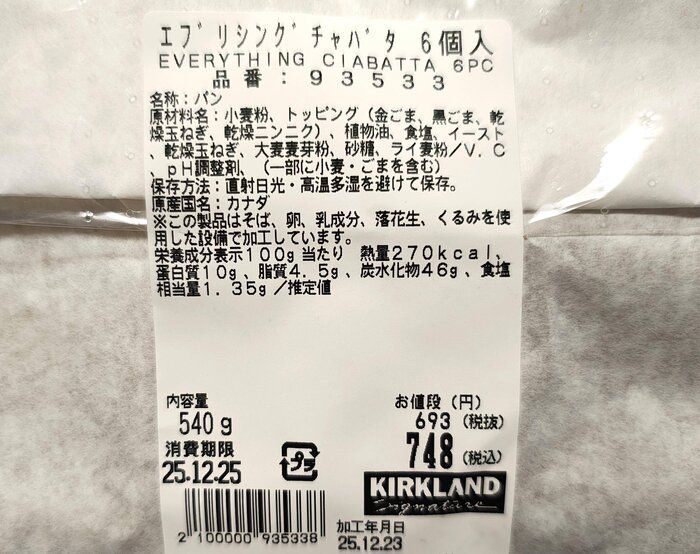 エブリシングチャバタ 6個入
EVERYTHING CIABATTA 6PC
品番:93533
名称:パン
原材料名:小麦粉、トッピング(金ごま、黒ごま、乾
燥玉ねぎ、乾燥ニンニク)、植物油、食塩、イースト
、乾燥玉ねぎ、大麦麦芽粉、砂糖、ライ麦粉/V.C
、pH調整剤、(一部に小麦・ごまを含む)
保存方法:直射日光・高温多湿を避けて保存。
原産国名:カナダ
※この製品はそば、卵、乳成分、落花生、くるみを使
用した設備で加工しています。
栄養成分表示100g当たり 熱量270kcal、
蛋白質10g、脂質4.5g、炭水化物46g、食塩
相当量1.35g/推定値
内容量
540g
消費期限
25.12.25
プラ
お値段(円)
693(税抜)
748(税込)
KIRKLAND
Signature
2 100000 935338
加工年月日
25.12.23